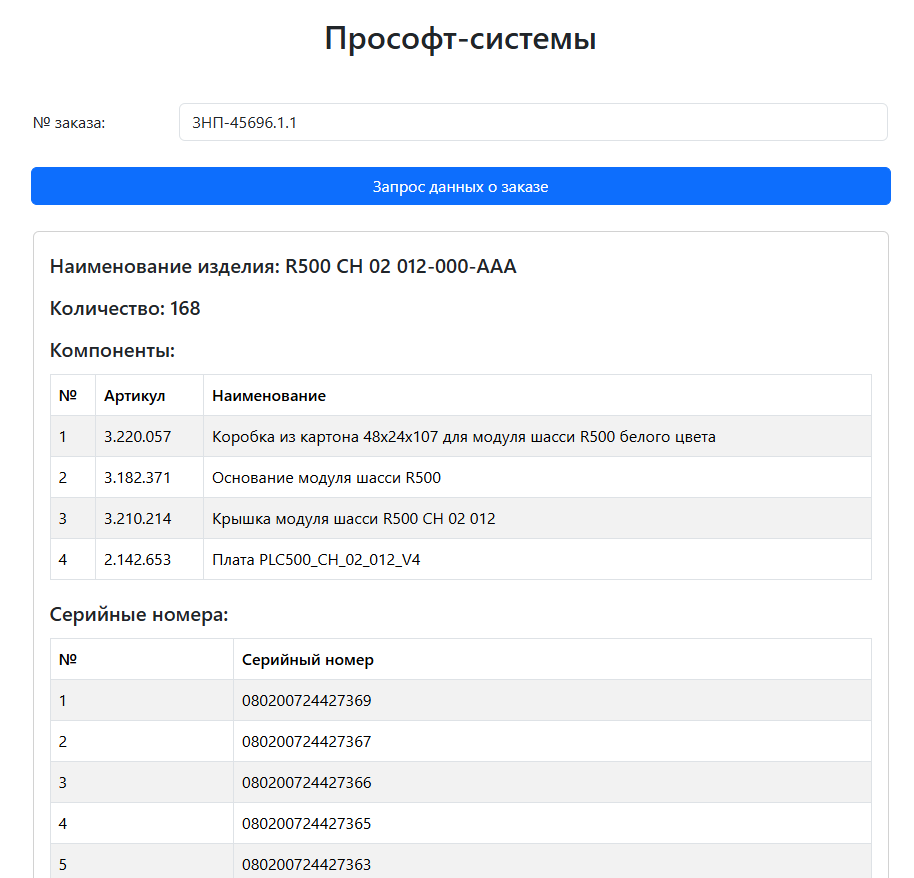 Прософт-системы
№ заказа: ЗНП-45696.1.1
Запрос данных о заказе
Наименование изделия: R500 CH 02 012-000-AAA
Количество: 168
Компоненты:
№ Артикул Наименование
1 3.220.057 Коробка из картона 48x24x107 для модуля шасси R500 белого цвета
2 3.182.371 Основание модуля шасси R500
3 3.210.214 Крышка модуля шасси R500 CH 02 012
4 2.142.653 Плата PLC500_CH_02_012_V4
Серийные номера:
№ Серийный номер
1 080200724427369
2 080200724427367
3 080200724427366
4 080200724427365
5 080200724427363